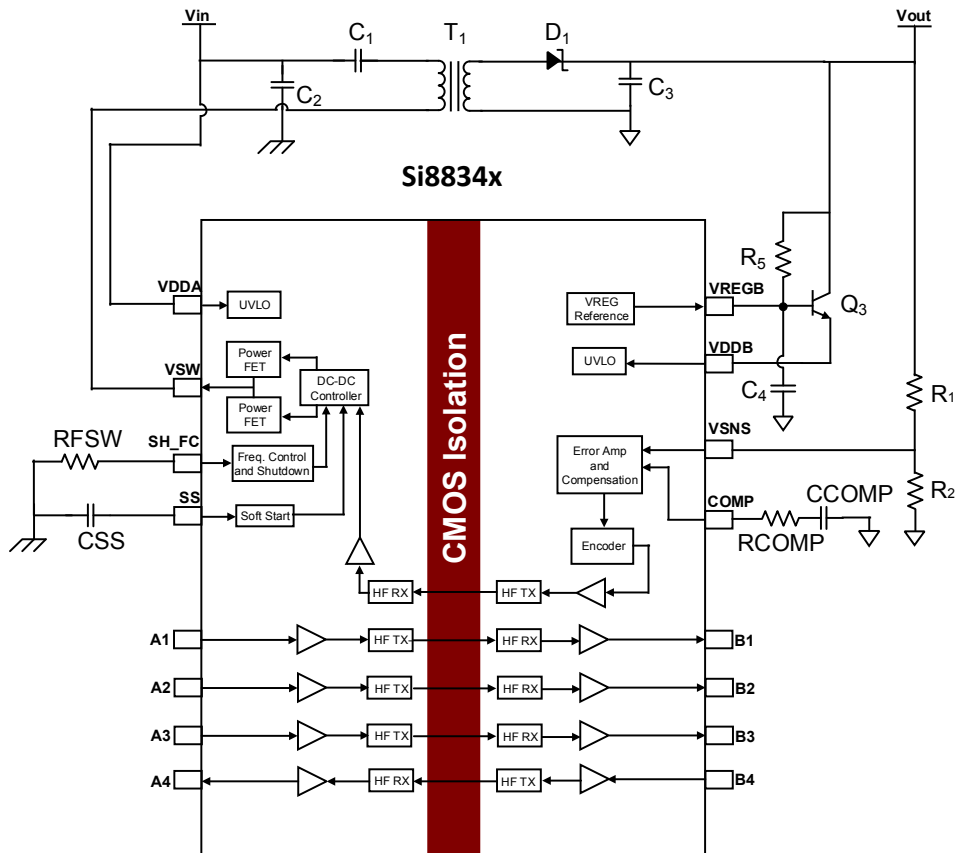 Vin
Vout
C1
T1
D1
C2
C3
Si8834x
VDDA
UVLO
VREG Reference
VREGB
R5
Q3
Power FET
VSW
DC-DC Controller
Power FET
UVLO
VDDB
C4
R1
RFSW
SH_FC
Freq. Control and Shutdown
CMOS Isolation
Error Amp and Compensation
VSNS
SS
Soft Start
CSS
COMP
CCOMP
R2
RCOMP
Encoder
HF RX
HF TX
A1
HF TX
HF RX
B1
A2
HF TX
HF RX
B2
A3
HF TX
HF RX
B3
A4
HF RX
HF TX
B4